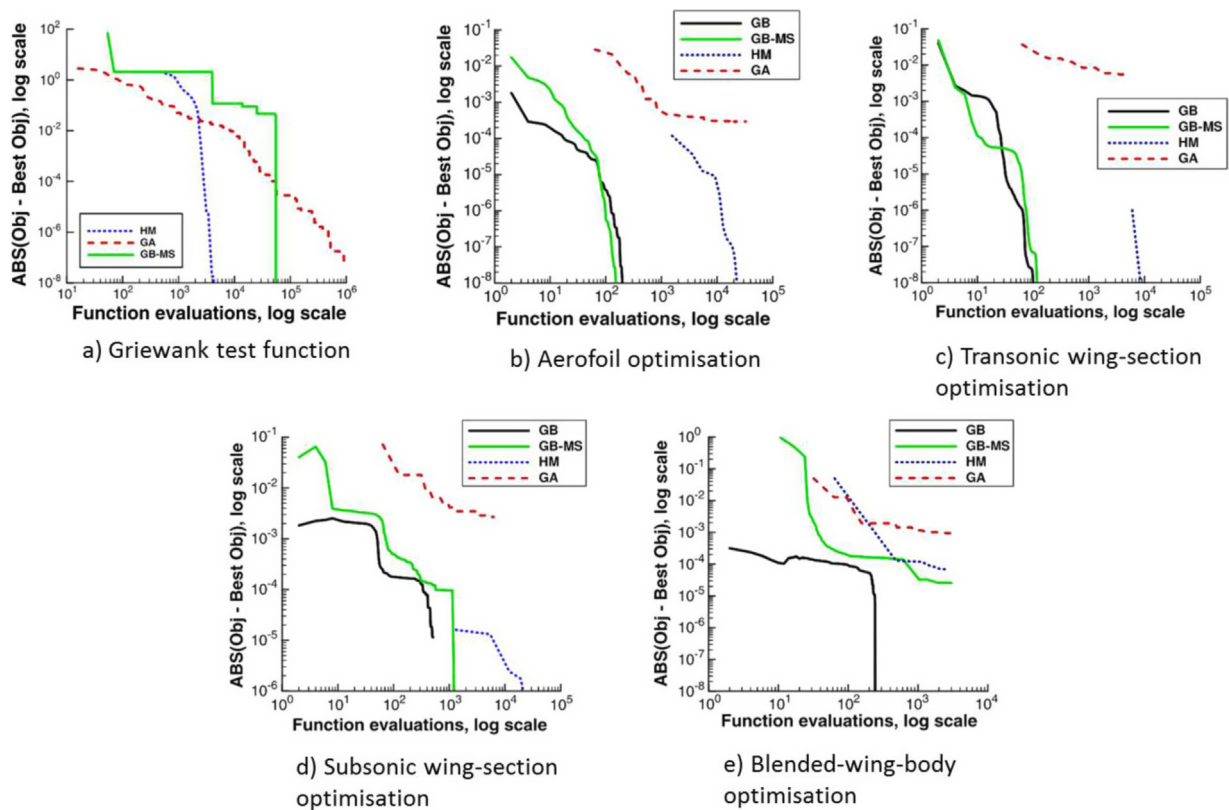 ABS(Obj - Best Obj), log scale
10^2
10^0
10^-2
10^-4
10^-6
10^-8
HM
GA
GB-MS
10^1
10^2
10^3
10^4
10^5
10^6
Function evaluations, log scale
a) Griewank test function
ABS(Obj - Best Obj), log scale
10^-1
10^-2
10^-3
10^-4
10^-5
10^-6
10^-7
10^-8
GB
GB-MS
HM
GA
10^0
10^1
10^2
10^3
10^4
10^5
Function evaluations, log scale
b) Aerofoil optimisation
ABS(Obj - Best Obj), log scale
10^-1
10^-2
10^-3
10^-4
10^-5
10^-6
10^-7
10^-8
GB
GB-MS
HM
GA
10^0
10^1
10^2
10^3
10^4
10^5
Function evaluations, log scale
c) Transonic wing-section
optimisation
ABS(Obj - Best Obj), log scale
10^-1
10^-2
10^-3
10^-4
10^-5
10^-6
GB
GB-MS
HM
GA
10^0
10^1
10^2
10^3
10^4
10^5
Function evaluations, log scale
d) Subsonic wing-section
optimisation
ABS(Obj - Best Obj), log scale
10^0
10^-1
10^-2
10^-3
10^-4
10^-5
10^-6
10^-7
10^-8
GB
GB-MS
HM
GA
10^0
10^1
10^2
10^3
10^4
Function evaluations, log scale
e) Blended-wing-body
optimisation